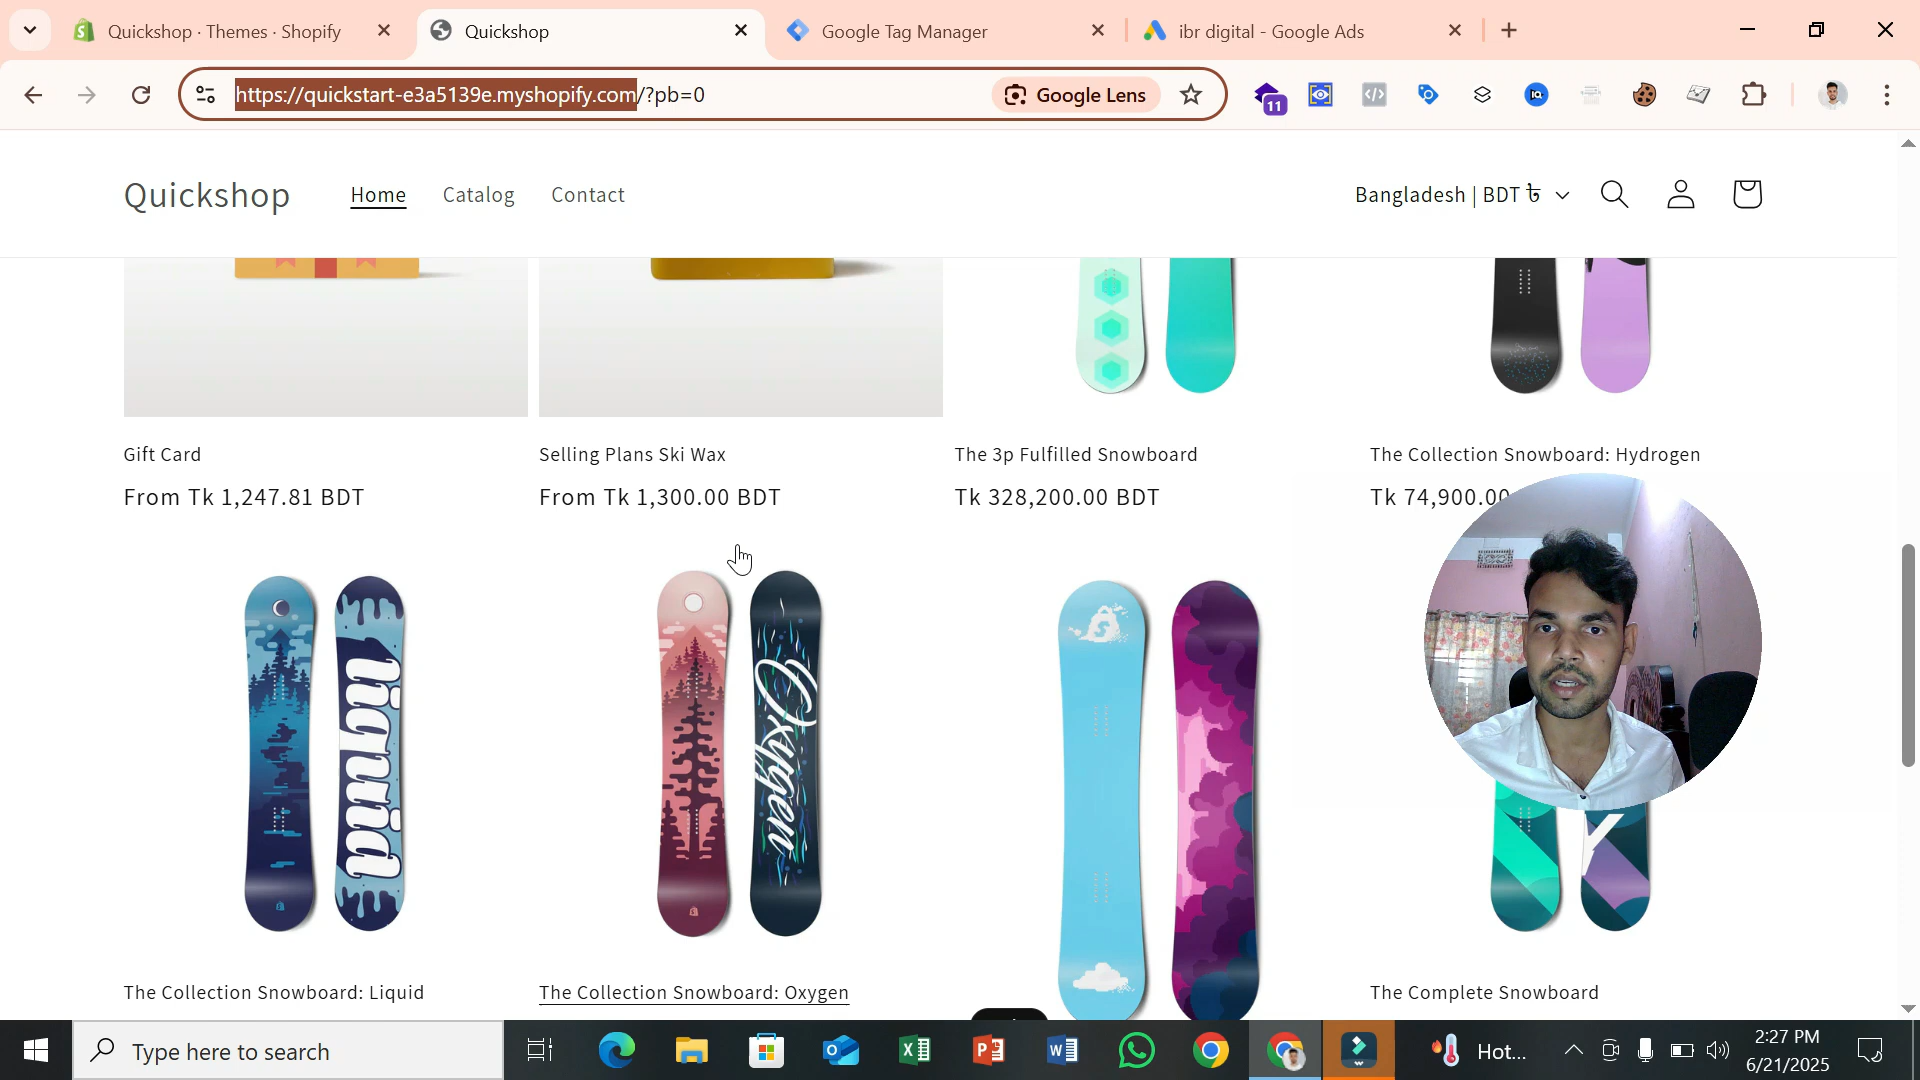 Quickshop · Themes · Shopify
Quickshop
Google Tag Manager
ibr digital - Google Ads
https://quickstart-e3a5139e.myshopify.com/?pb=0
Google Lens
11
Quickshop
Home
Catalog
Contact
Bangladesh | BDT ৳
Gift Card
From Tk 1,247.81 BDT
Selling Plans Ski Wax
From Tk 1,300.00 BDT
The 3p Fulfilled Snowboard
Tk 328,200.00 BDT
The Collection Snowboard: Hydrogen
Tk 74,900.00
liquid
Oxygen
The Collection Snowboard: Liquid
The Collection Snowboard: Oxygen
The Complete Snowboard
Type here to search
Hot...
2:27 PM
6/21/2025